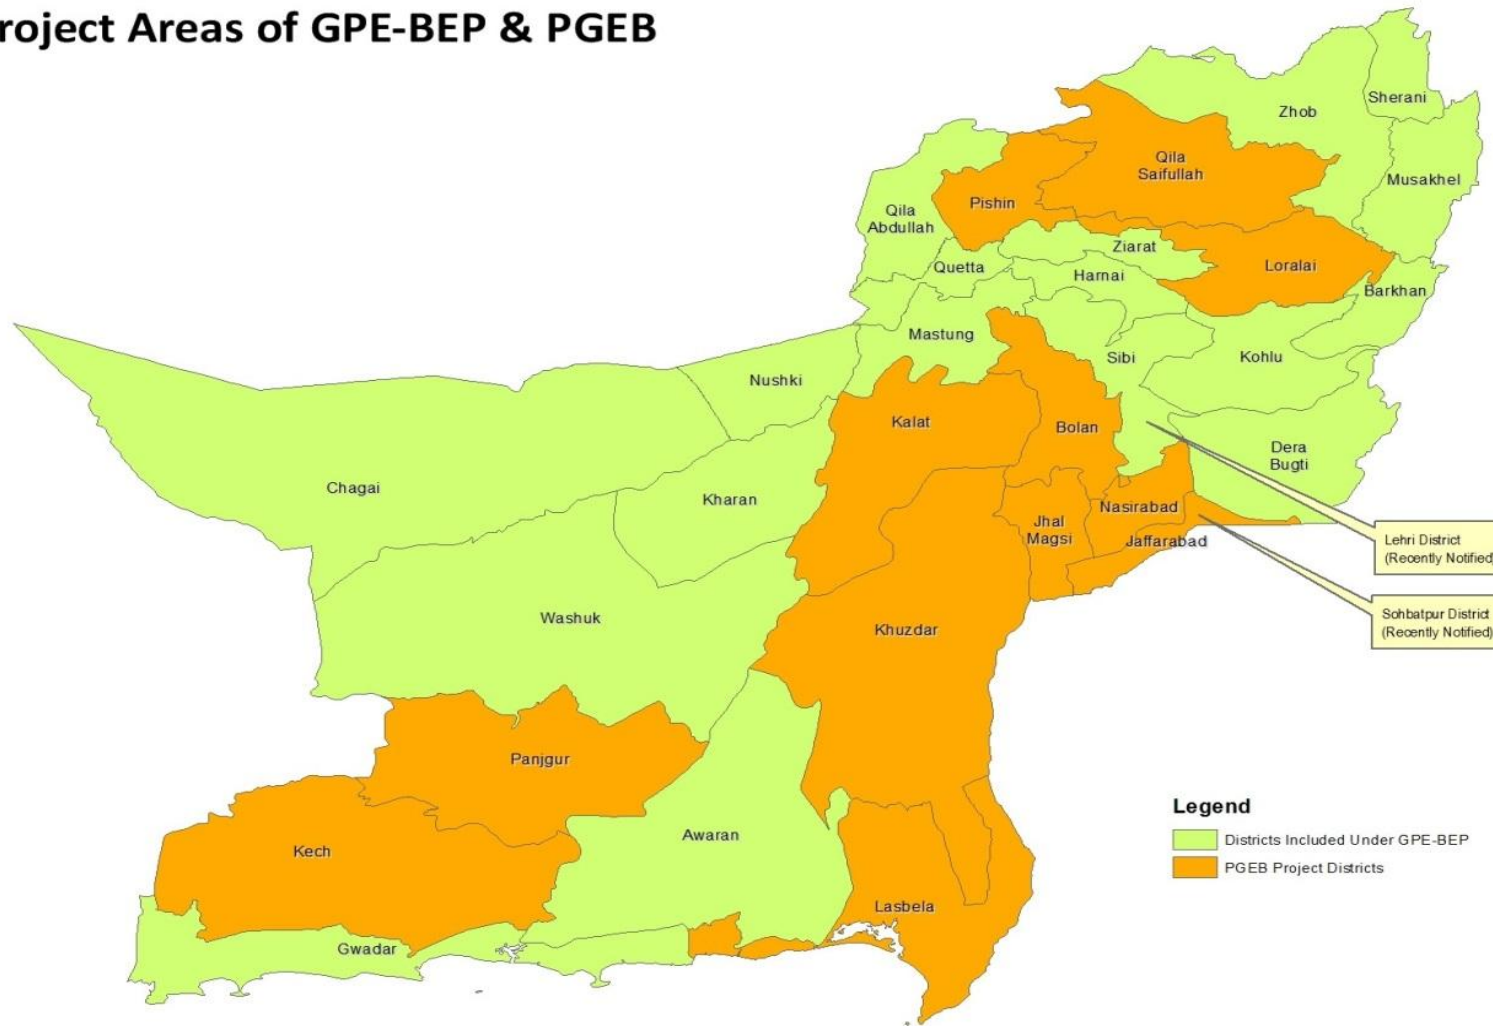 roject Areas of GPE-BEP & PGEB
Sherani
Zhob
Qila
Saifullah
Musakhel
Pishin
Qila
Abdullah
Ziarat
Quetta
Harnai
Loralai
Barkhan
Mastung
Sibi
Kohlu
Nushki
Kalat
Bolan
Dera
Bugti
Chagai
Kharan
Nasirabad
Jhal
Magsi
Jaffarabad
Lehri District
(Recently Notified)
Sohbatpur District
(Recently Notified)
Washuk
Khuzdar
Panjgur
Awaran
Kech
Lasbela
Gwadar
Legend
Districts Included Under GPE-BEP
PGEB Project Districts